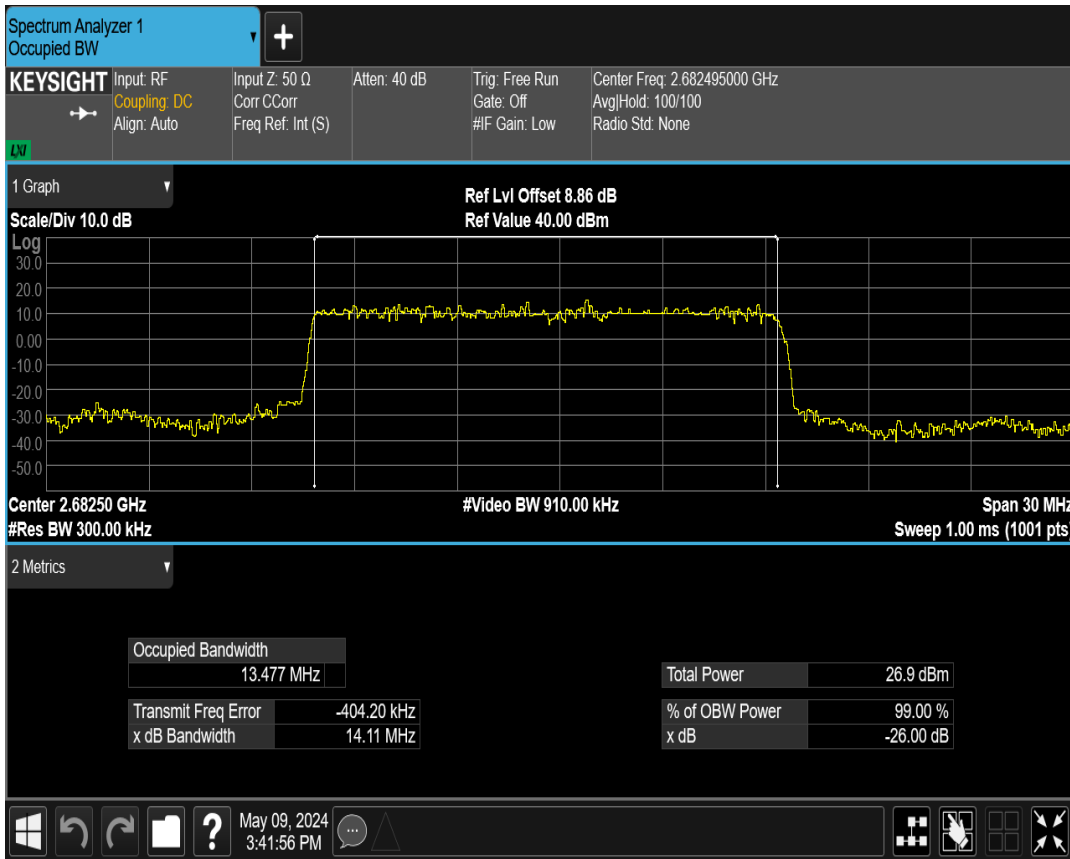 Spectrum Analyzer 1
Occupied BW
KEYSIGHT
LXI
Input: RF
Coupling: DC
Align: Auto
Input Z: 50 Ω
Corr CCorr
Freq Ref: Int (S)
Atten: 40 dB
Trig: Free Run
Gate: Off
#IF Gain: Low
Center Freq: 2.682495000 GHz
Avg|Hold: 100/100
Radio Std: None
1 Graph
Scale/Div 10.0 dB
Ref Lvl Offset 8.86 dB
Ref Value 40.00 dBm
Log
30.0
20.0
10.0
0.00
-10.0
-20.0
-30.0
-40.0
-50.0
Center 2.68250 GHz
#Video BW 910.00 kHz
Span 30 MHz
#Res BW 300.00 kHz
Sweep 1.00 ms (1001 pts)
2 Metrics
Occupied Bandwidth
13.477 MHz
Total Power 26.9 dBm
Transmit Freq Error -404.20 kHz
% of OBW Power 99.00 %
x dB Bandwidth 14.11 MHz
x dB -26.00 dB
?
May 09, 2024
3:41:56 PM